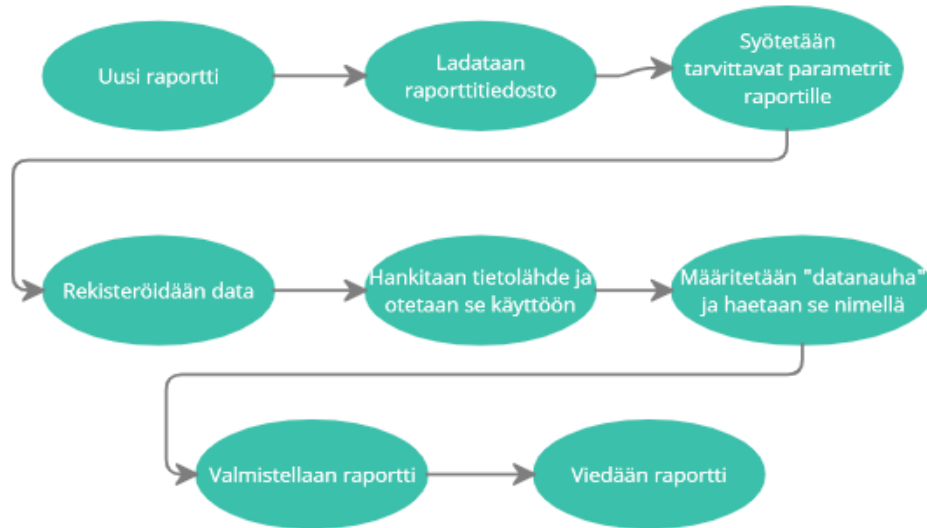 Uusi raportti
Ladataan
raporttitiedosto
Syötetään
tarvittavat parametrit
raportille
Rekisteröidään data
Hankitaan tietolähde ja
otetaan se käyttöön
Määritetään "datanauha"
ja haetaan se nimellä
Valmistellaan raportti
Viedään raportti